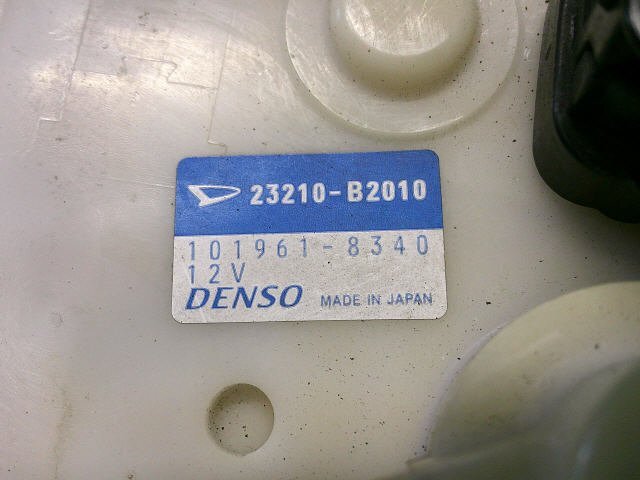 23210-B2010
101961-8340
12V
DENSO MADE IN JAPAN